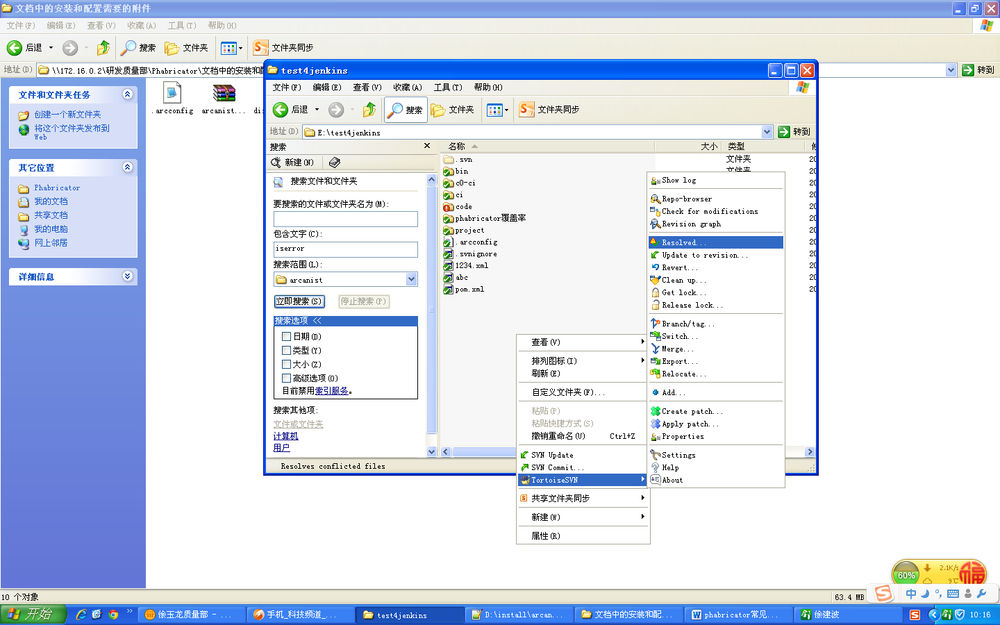 文档中的安装和配置需要的附件
文件(F) 编辑(E) 查看(V) 收藏(A) 工具(T) 帮助(H)
后退 搜索 文件夹 文件夹同步
地址(D) \\172.16.0.2\研发质量部\Phabricator\文档中的安装和配 转到
文件和文件夹任务
创建一个新文件夹
将这个文件夹发布到
Web
其它位置
Phabricator
我的文档
共享文档
我的电脑
网上邻居
详细信息
.arcconfig arcanist... di
test4jenkins
文件(F) 编辑(E) 查看(V) 收藏(A) 工具(T) 帮助(H)
后退 搜索 文件夹 文件夹同步
地址(D) E:\test4jenkins 转到
搜索
新建(N)
搜索文件和文件夹
要搜索的文件或文件夹名为(M):
包含文字(C):
iserror
搜索范围(L):
arcanist
立即搜索(S) 停止搜索(P)
搜索选项 <<
日期(D)
类型(Y)
大小(Z)
高级选项(O)
目前禁用索引服务。
搜索其他项:
文件或文件夹
计算机
用户
名称 大小 类型 修
.svn 文件夹 20
bin 文件夹 20
c0-ci 20
ci 20
code 20
phabricator覆盖率 20
project 20
.arcconfig 20
.svnignore 20
1234.xml 20
abc 20
pom.xml 20
Resolves conflicted files
查看(V)
排列图标(I)
刷新(E)
自定义文件夹(F)...
粘贴(P)
粘贴快捷方式(S)
撤销重命名(U) Ctrl+Z
SVN Update
SVN Commit...
TortoiseSVN
共享文件夹同步
新建(W)
属性(R)
Show log
Repo-browser
Check for modifications
Revision graph
Resolved...
Update to revision...
Revert...
Clean up...
Get lock...
Release lock...
Branch/tag...
Switch...
Merge...
Export...
Relocate...
Add...
Create patch...
Apply patch...
Properties
Settings
Help
About
60% 2.1K/s
9℃
福
10 个对象 63.4 MB
中
开始 徐玉龙质量部 - ... 手机_科技频道_... test4jenkins D:\install\arcan... 文档中的安装和配... phabricator常见... 徐建波 10:16